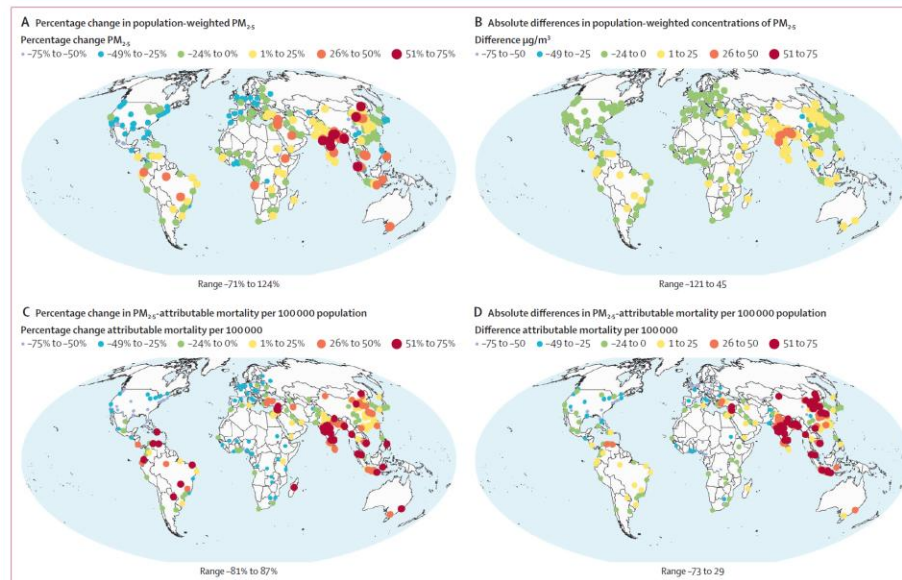 A Percentage change in population-weighted PM₂.₅
Percentage change PM₂.₅
–75% to –50% –49% to –25% –24% to 0% 1% to 25% 26% to 50% 51% to 75%
Range –71% to 124%
B Absolute differences in population-weighted concentrations of PM₂.₅
Difference µg/m³
–75 to –50 –49 to –25 –24 to 0 1 to 25 26 to 50 51 to 75
Range –121 to 45
C Percentage change in PM₂.₅-attributable mortality per 100 000 population
Percentage change attributable mortality per 100 000
–75% to –50% –49% to –25% –24% to 0% 1% to 25% 26% to 50% 51% to 75%
Range –81% to 87%
D Absolute differences in PM₂.₅-attributable mortality per 100 000 population
Difference attributable mortality per 100 000
–75 to –50 –49 to –25 –24 to 0 1 to 25 26 to 50 51 to 75
Range –73 to 29